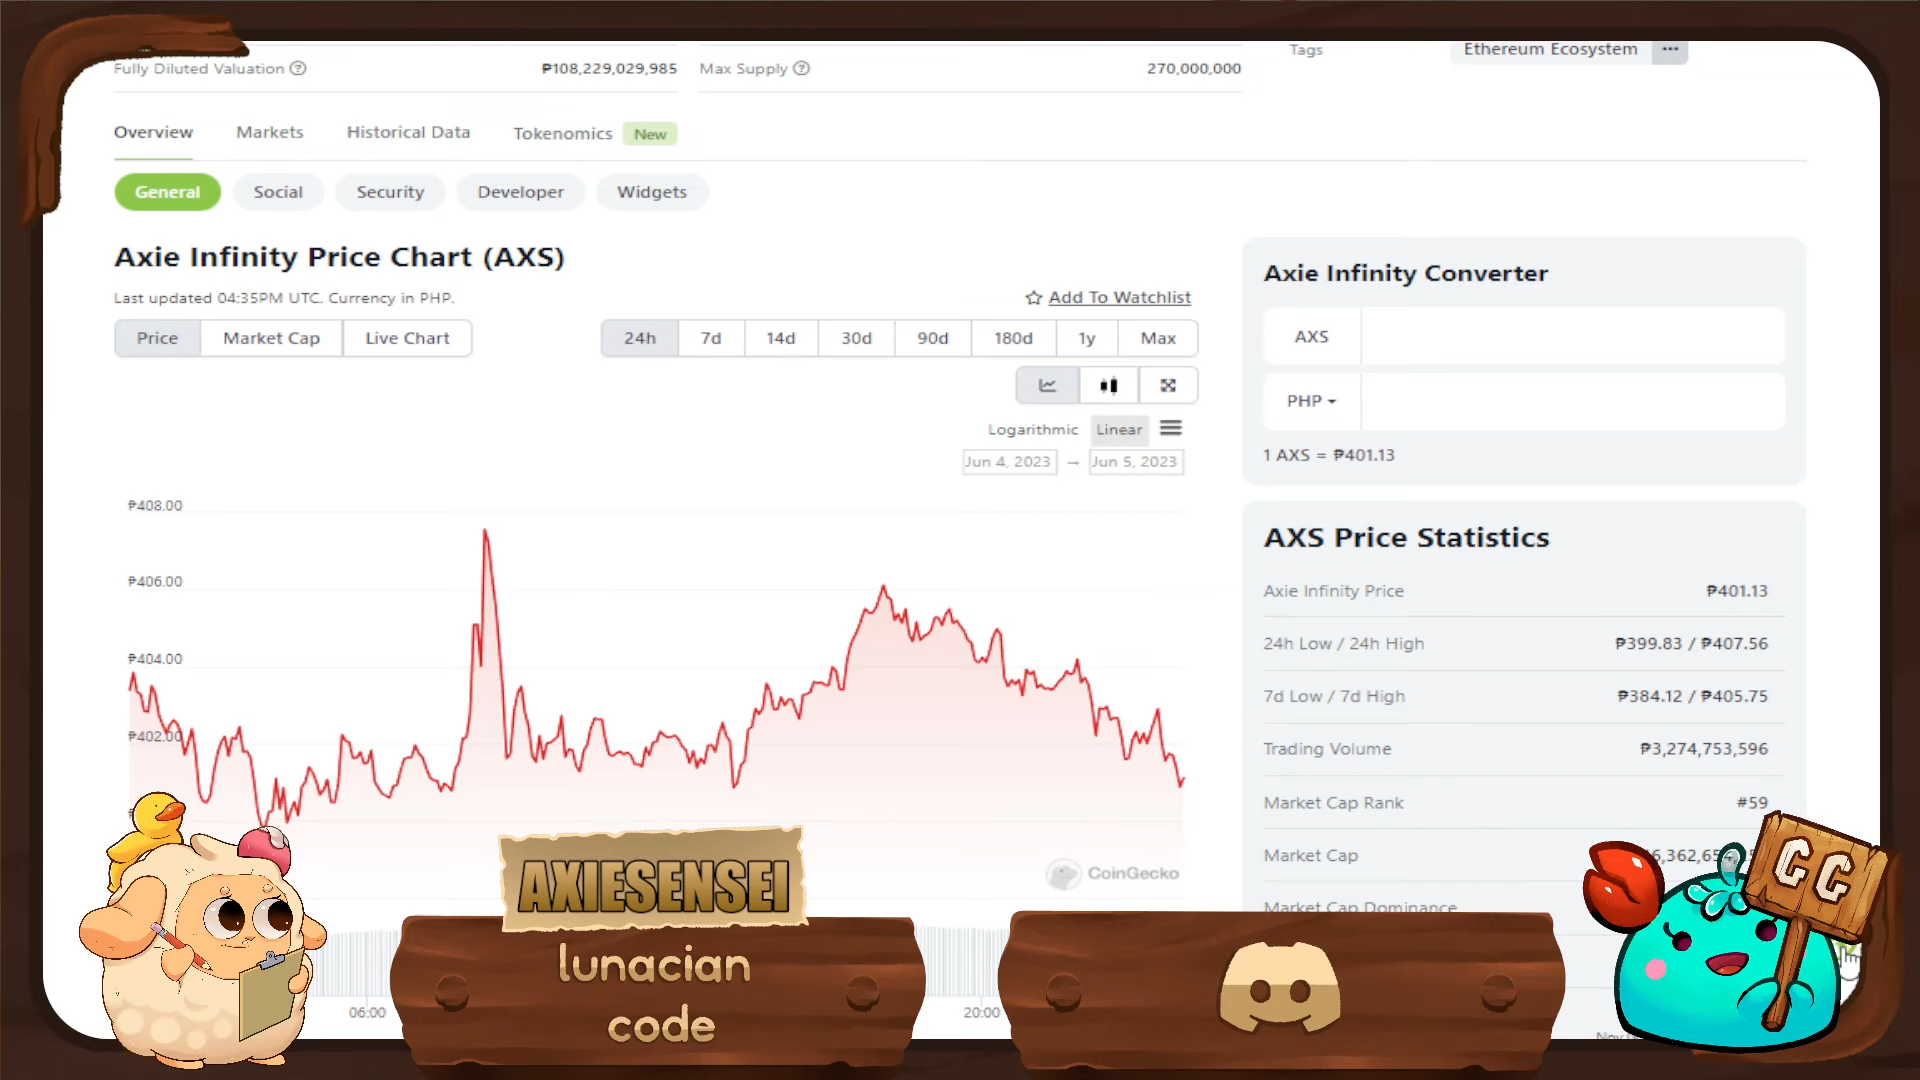 Fully Diluted Valuation ₱108,229,029,985 Max Supply 270,000,000
Tags Ethereum Ecosystem ...
Overview Markets Historical Data Tokenomics New
General Social Security Developer Widgets
Axie Infinity Price Chart (AXS)
Last updated 04:35PM UTC. Currency in PHP.
Add To Watchlist
Price Market Cap Live Chart
24h 7d 14d 30d 90d 180d 1y Max
Logarithmic Linear
Jun 4, 2023 → Jun 5, 2023
₱408.00
₱406.00
₱404.00
₱402.00
CoinGecko
06:00
20:00
Axie Infinity Converter
AXS
PHP
1 AXS = ₱401.13
AXS Price Statistics
Axie Infinity Price ₱401.13
24h Low / 24h High ₱399.83 / ₱407.56
7d Low / 7d High ₱384.12 / ₱405.75
Trading Volume ₱3,274,753,596
Market Cap Rank #59
Market Cap
Market Cap Dominance
AXIESENSEI
lunacian
code
CC